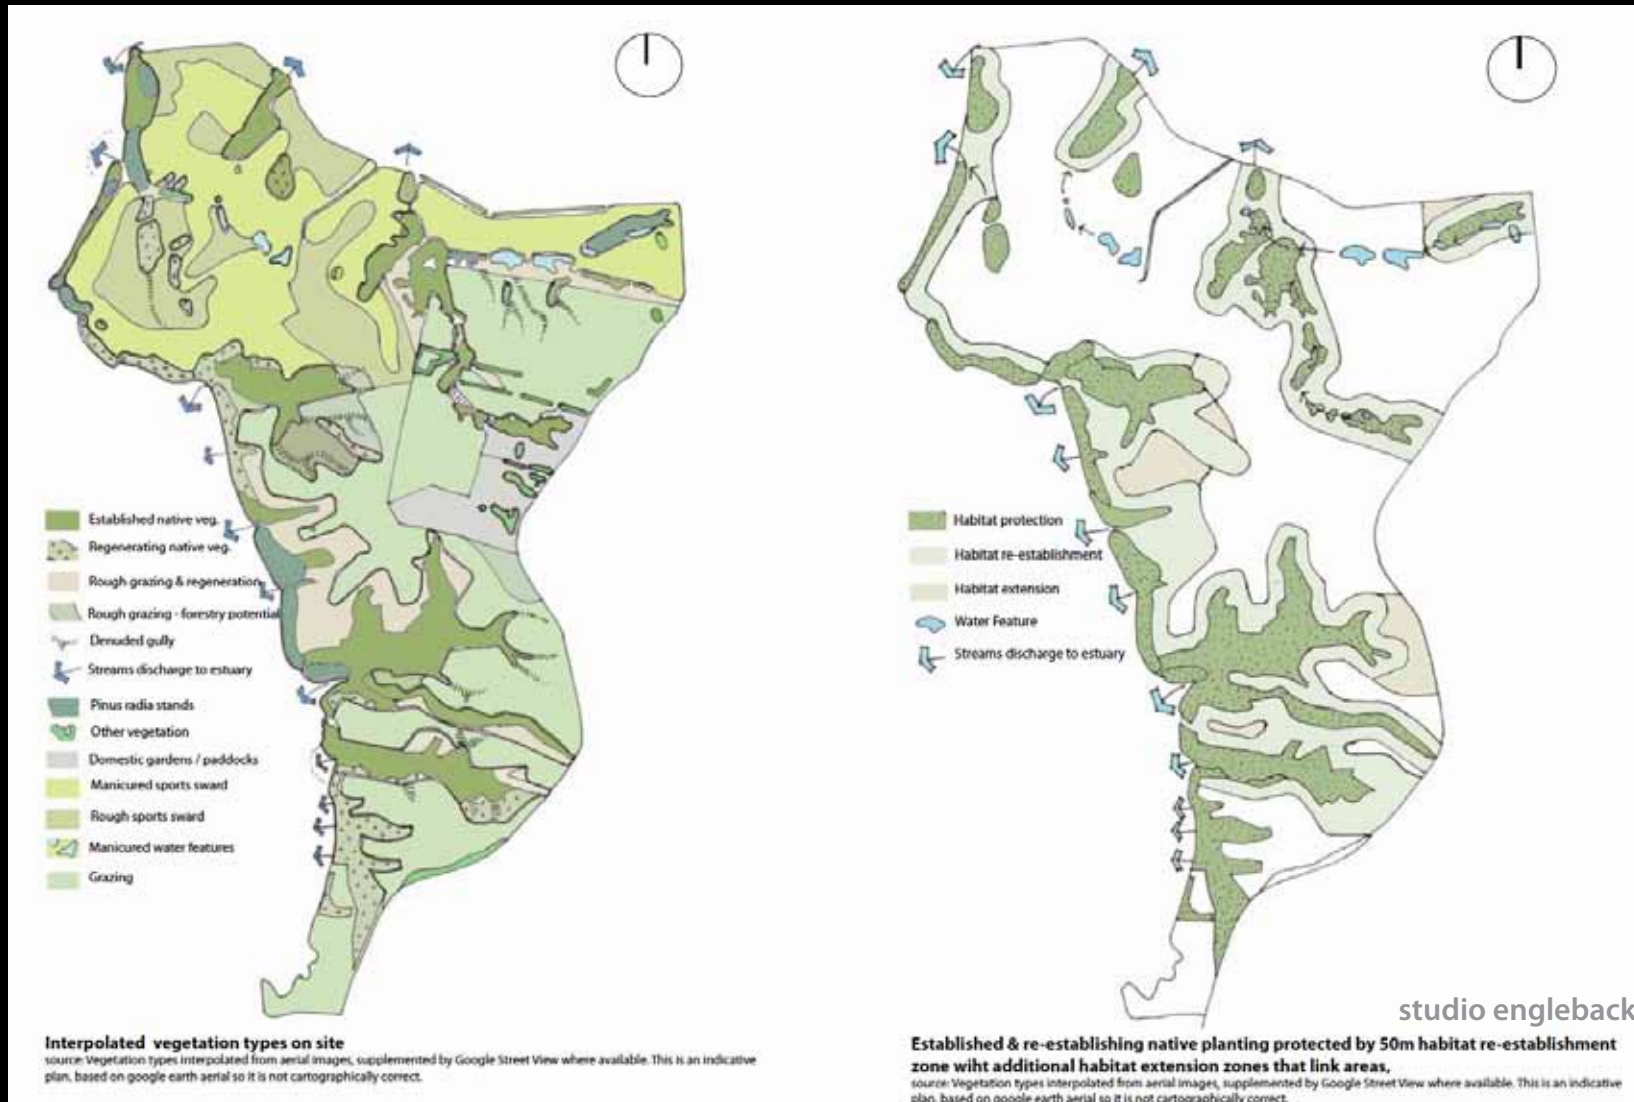 Established native veg.
Regenerating native veg.
Rough grazing & regeneration
Rough grazing - forestry potential
Denuded gully
Streams discharge to estuary
Pinus radia stands
Other vegetation
Domestic gardens / paddocks
Manicured sports sward
Rough sports sward
Manicured water features
Grazing
Interpolated vegetation types on site
source: Vegetation types interpolated from aerial images, supplemented by Google Street View where available. This is an indicative
plan, based on google earth aerial so it is not cartographically correct.
Habitat protection
Habitat re-establishment
Habitat extension
Water Feature
Streams discharge to estuary
studio engleback
Established & re-establishing native planting protected by 50m habitat re-establishment
zone wiht additional habitat extension zones that link areas,
source: Vegetation types interpolated from aerial images, supplemented by Google Street View where available. This is an indicative
plan, based on google earth aerial so it is not cartographically correct.